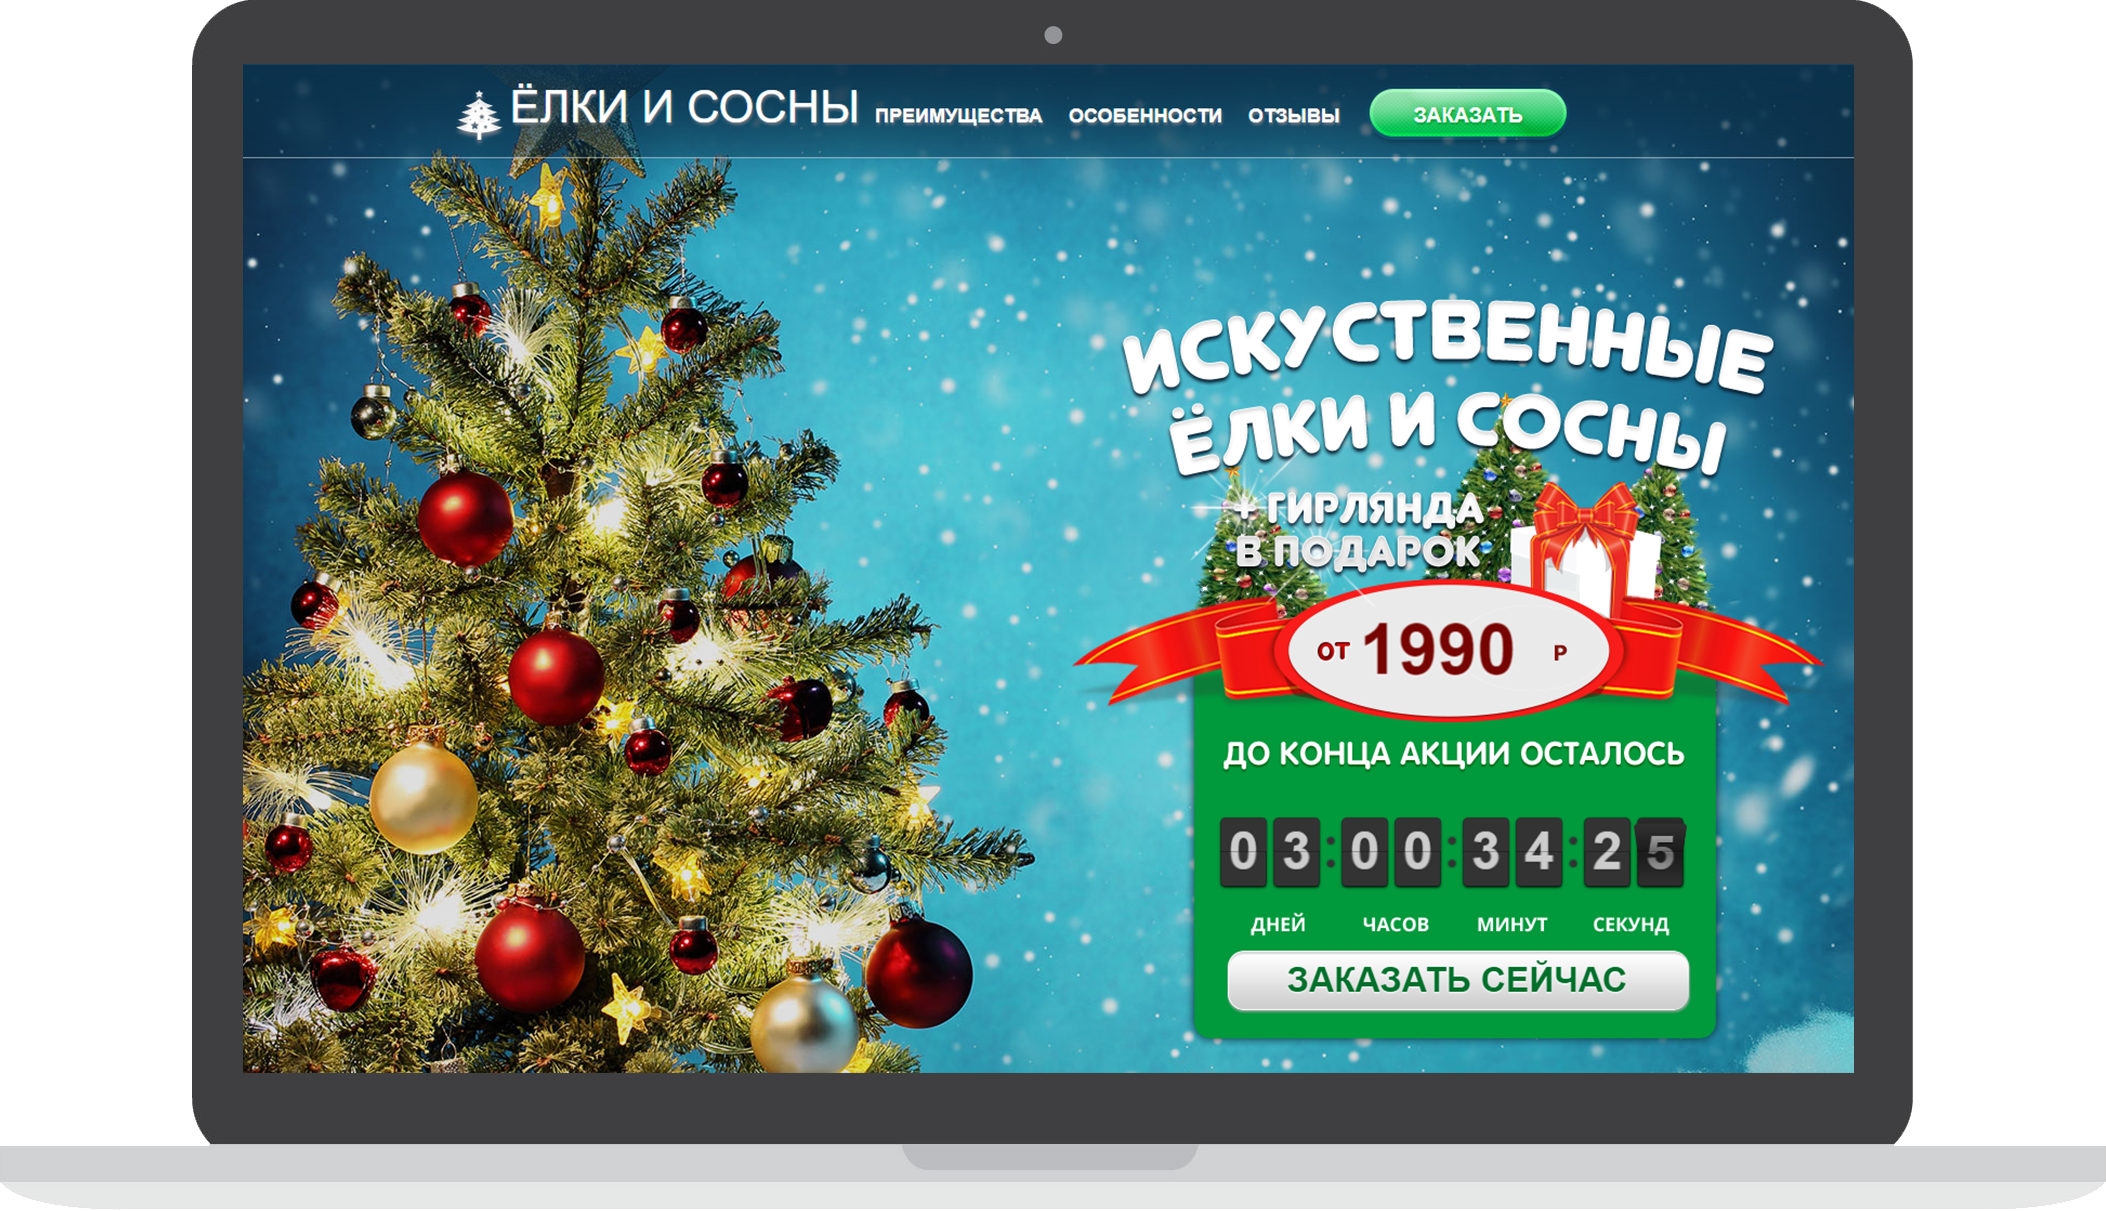 ЁЛКИ И СОСНЫ ПРЕИМУЩЕСТВА ОСОБЕННОСТИ ОТЗЫВЫ ЗАКАЗАТЬ
ИСКУСТВЕННЫЕ
ЁЛКИ И СОСНЫ
+ ГИРЛЯНДА
В ПОДАРОК
от 1990 Р
ДО КОНЦА АКЦИИ ОСТАЛОСЬ
03:00:34:25
ДНЕЙ ЧАСОВ МИНУТ СЕКУНД
ЗАКАЗАТЬ СЕЙЧАС